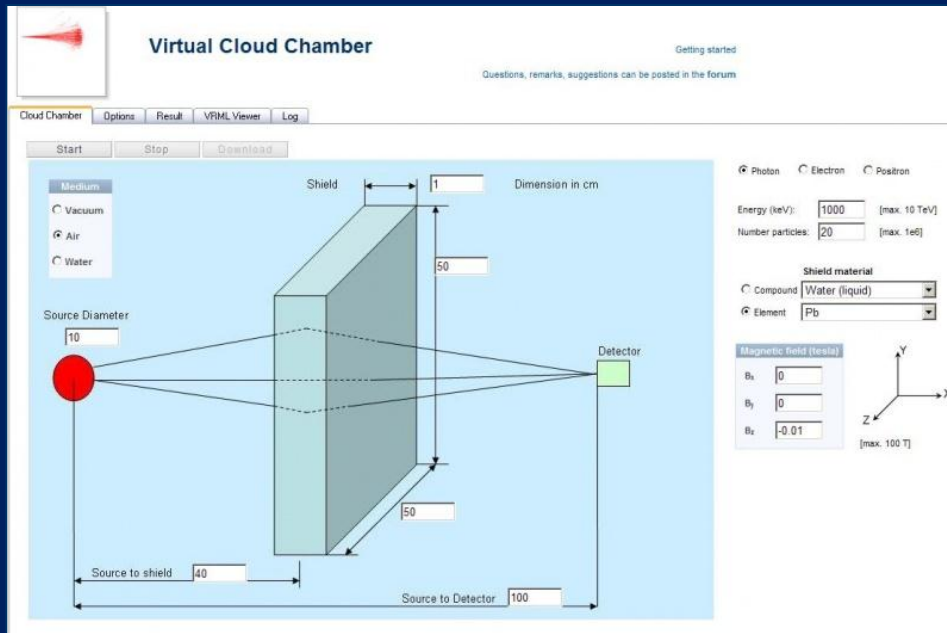 Virtual Cloud Chamber
Getting started
Questions, remarks, suggestions can be posted in the forum
Cloud Chamber Options Result VRML Viewer Log
Start Stop Download
Medium
Vacuum
Air
Water
Shield 1 Dimension in cm
50
Source Diameter
10
Detector
50
Source to shield 40
Source to Detector 100
Photon Electron Positron
Energy (keV): 1000 [max. 10 TeV]
Number particles: 20 [max. 1e6]
Shield material
Compound Water (liquid)
Element Pb
Magnetic field (tesla)
Bx 0
By 0
Bz -0.01
Y
X
Z
[max. 100 T]